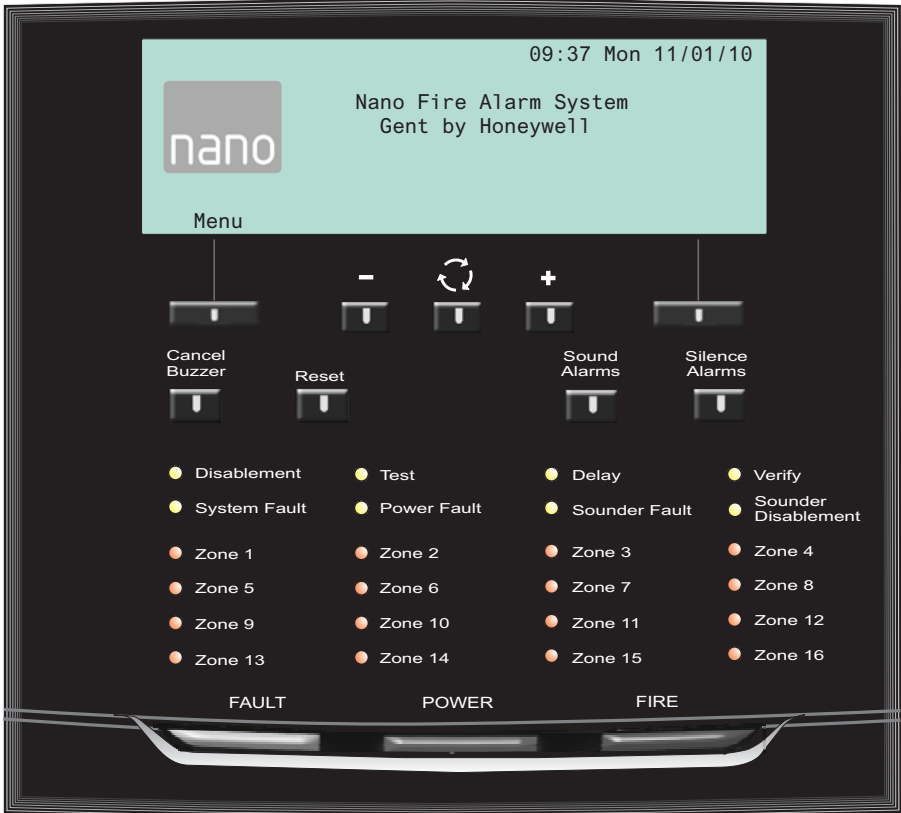 09:37 Mon 11/01/10
nano
Nano Fire Alarm System
Gent by Honeywell
Menu
- +
Cancel
Buzzer
Reset
Sound
Alarms
Silence
Alarms
Disablement Test Delay Verify
System Fault Power Fault Sounder Fault Sounder
Disablement
Zone 1 Zone 2 Zone 3 Zone 4
Zone 5 Zone 6 Zone 7 Zone 8
Zone 9 Zone 10 Zone 11 Zone 12
Zone 13 Zone 14 Zone 15 Zone 16
FAULT POWER FIRE